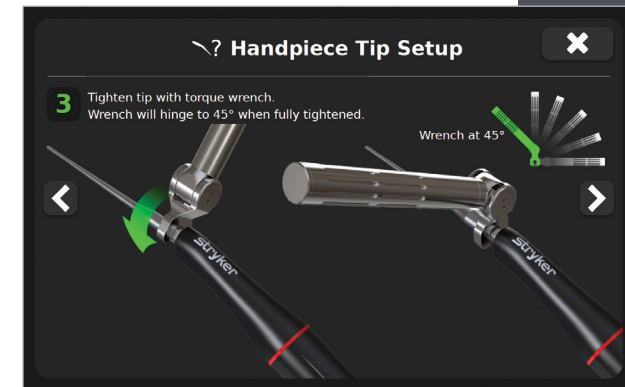 ? Handpiece Tip Setup
3
Tighten tip with torque wrench.
Wrench will hinge to 45° when fully tightened.
Wrench at 45°
stryker
stryker